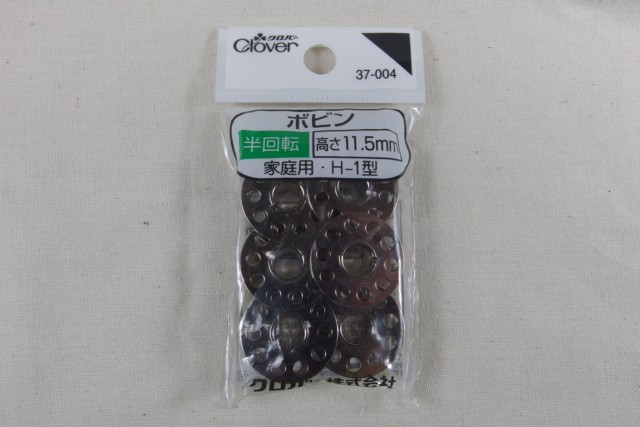 クロバー
Clover
37-004
ボビン
半回転 高さ11.5mm
家庭用・H-1型
クロバー株式会社